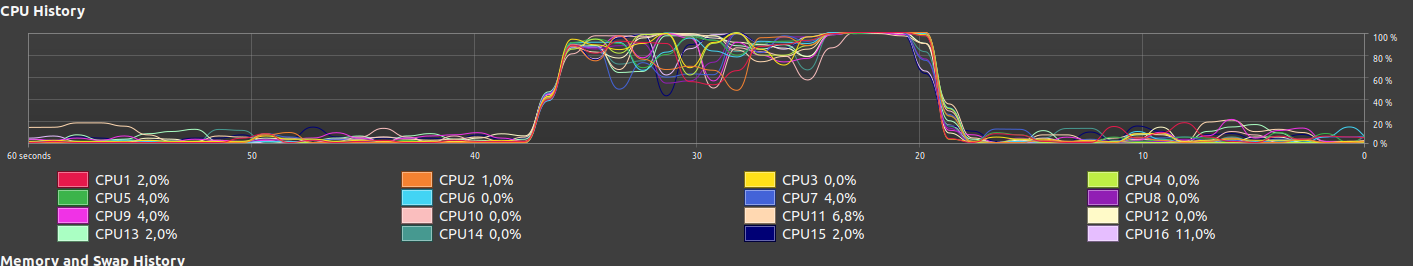 CPU History
100 %
80 %
60 %
40 %
20 %
0 %
60 seconds 50 40 30 20 10 0
CPU1 2,0% CPU2 1,0% CPU3 0,0% CPU4 0,0%
CPU5 4,0% CPU6 0,0% CPU7 4,0% CPU8 0,0%
CPU9 4,0% CPU10 0,0% CPU11 6,8% CPU12 0,0%
CPU13 2,0% CPU14 0,0% CPU15 2,0% CPU16 11,0%
Memory and Swap History